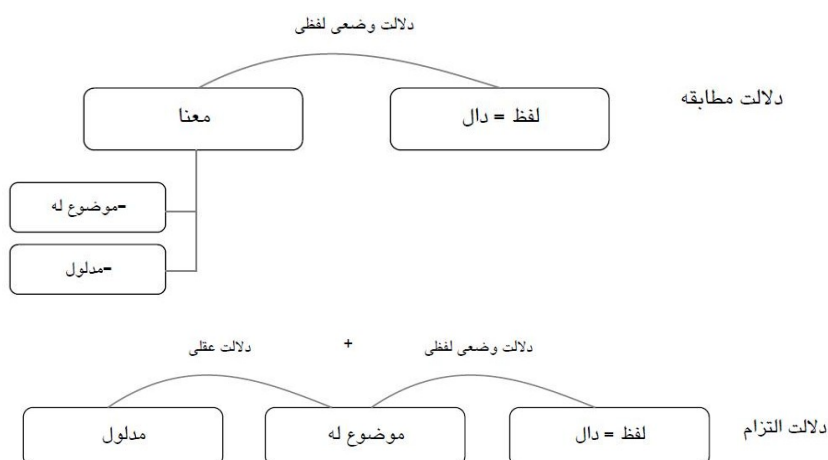 دلالت وضعی لفظی
دلالت مطابقه
لفظ = دال
معنا
-موضوع له
-مدلول
دلالت وضعی لفظی + دلالت عقلی
دلالت التزام
لفظ = دال
موضوع له
مدلول